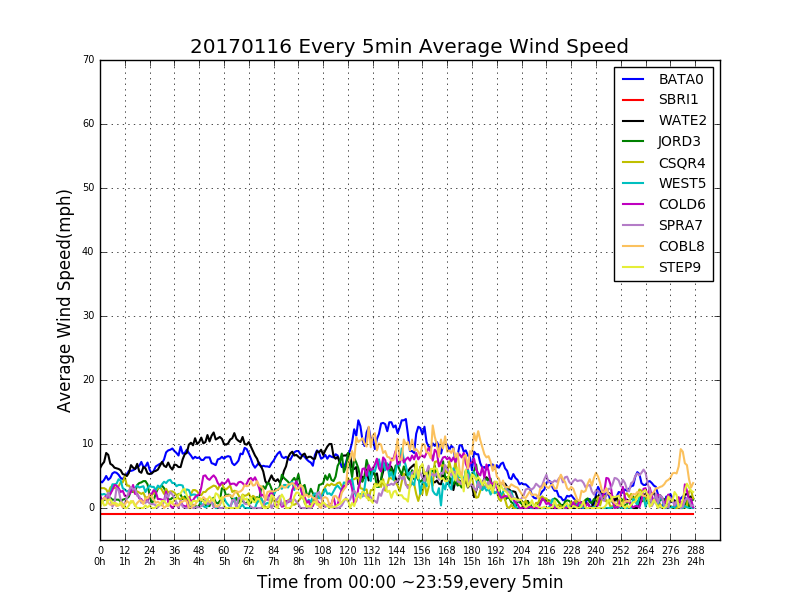 20170116 Every 5min Average Wind Speed
70
60
50
40
30
20
10
0
Average Wind Speed(mph)
BATA0
SBRI1
WATE2
JORD3
CSQR4
WEST5
COLD6
SPRA7
COBL8
STEP9
0 12 24 36 48 60 72 84 96 108 120 132 144 156 168 180 192 204 216 228 240 252 264 276 288
0h 1h 2h 3h 4h 5h 6h 7h 8h 9h 10h 11h 12h 13h 14h 15h 16h 17h 18h 19h 20h 21h 22h 23h 24h
Time from 00:00 ~23:59,every 5min